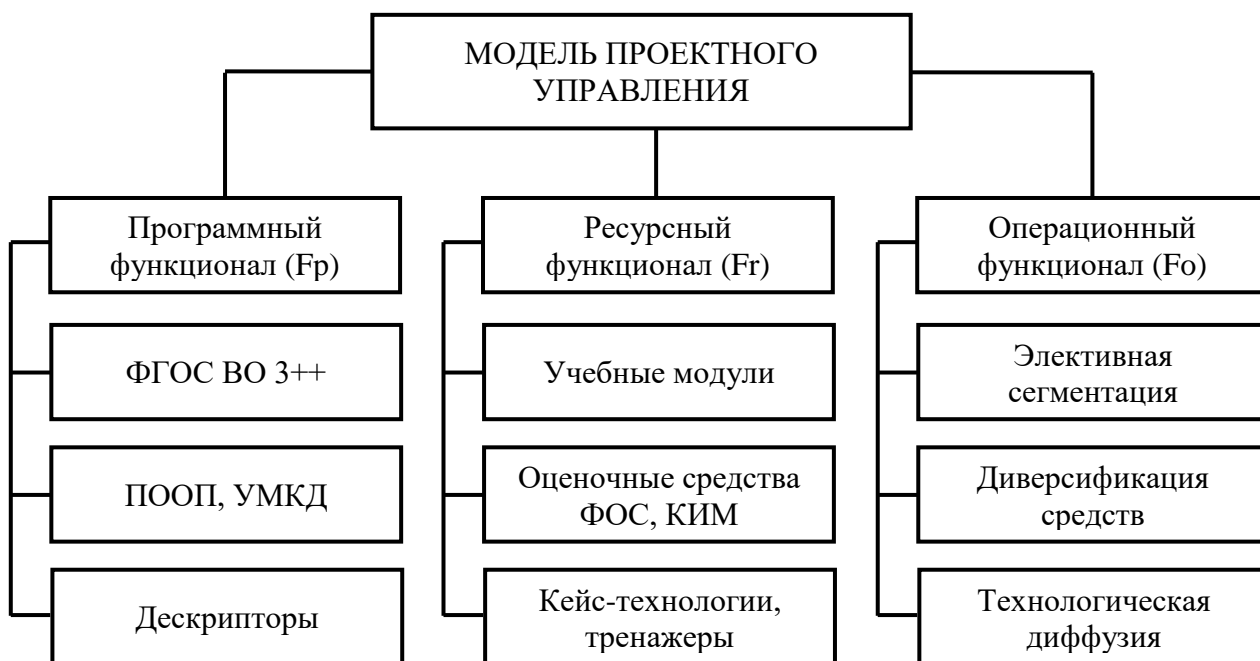 МОДЕЛЬ ПРОЕКТНОГО
УПРАВЛЕНИЯ
Программный
функционал (Fp)
ФГОС ВО 3++
ПООП, УМКД
Дескрипторы
Ресурсный
функционал (Fr)
Учебные модули
Оценочные средства
ФОС, КИМ
Кейс-технологии,
тренажеры
Операционный
функционал (Fo)
Элективная
сегментация
Диверсификация
средств
Технологическая
диффузия